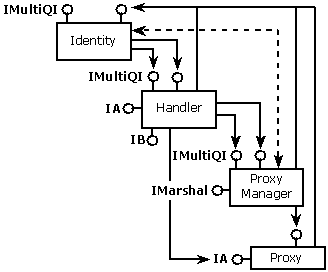 IMultiQI
Identity
IMultiQI
IA
Handler
IB
IMultiQI
IMarshal
Proxy
Manager
IA
Proxy